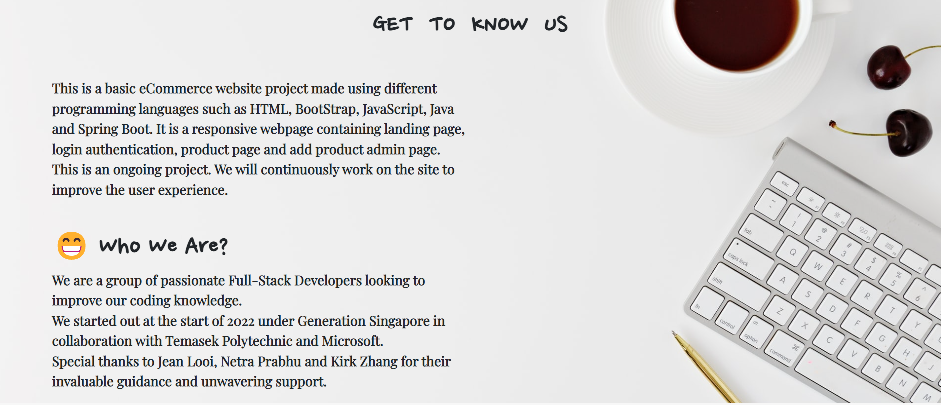 GET TO KNOW US
This is a basic eCommerce website project made using different
programming languages such as HTML, BootStrap, JavaScript, Java
and Spring Boot. It is a responsive webpage containing landing page,
login authentication, product page and add product admin page.
This is an ongoing project. We will continuously work on the site to
improve the user experience.
Who We Are?
We are a group of passionate Full-Stack Developers looking to
improve our coding knowledge.
We started out at the start of 2022 under Generation Singapore in
collaboration with Temasek Polytechnic and Microsoft.
Special thanks to Jean Looi, Netra Prabhu and Kirk Zhang for their
invaluable guidance and unwavering support.